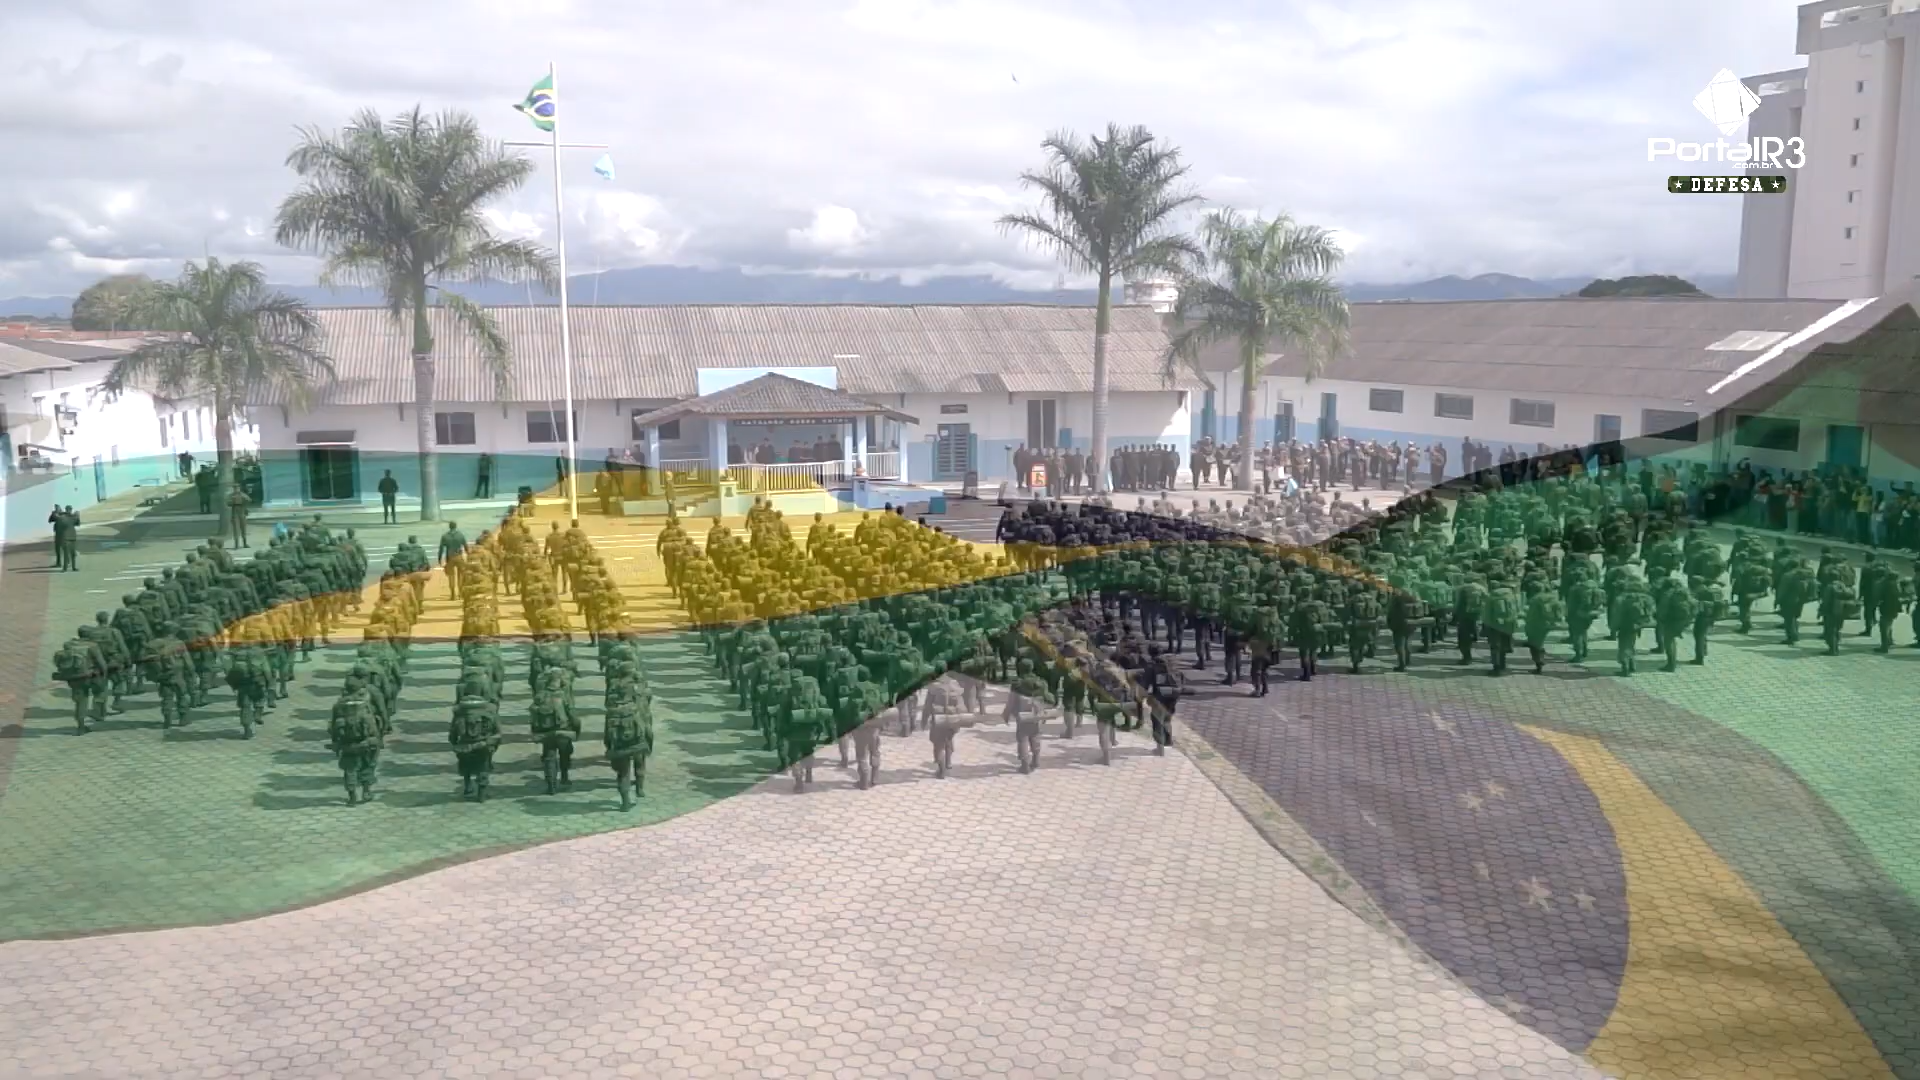 PortalR3
.com.br
★ DEFESA ★